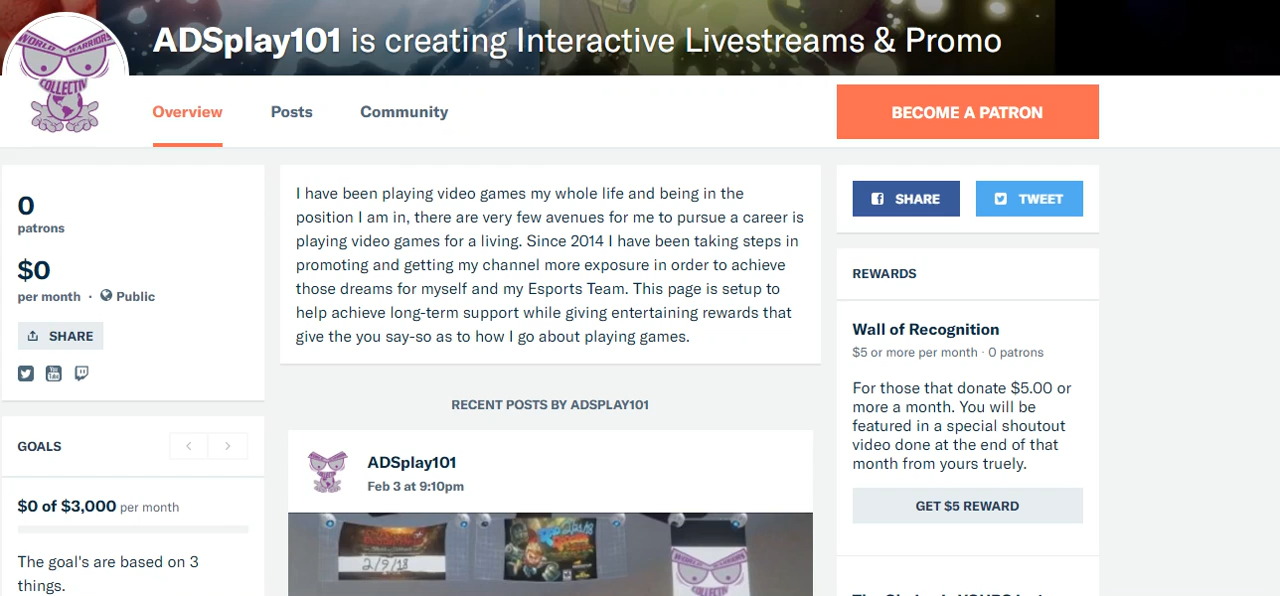 ADSplay101 is creating Interactive Livestreams & Promo
WORLD WARRIORS
COLLECTIV
Overview
Posts
Community
BECOME A PATRON
0
patrons
$0
per month · Public
SHARE
GOALS
$0 of $3,000 per month
The goal's are based on 3
things.
I have been playing video games my whole life and being in the
position I am in, there are very few avenues for me to pursue a career is
playing video games for a living. Since 2014 I have been taking steps in
promoting and getting my channel more exposure in order to achieve
those dreams for myself and my Esports Team. This page is setup to
help achieve long-term support while giving entertaining rewards that
give the you say-so as to how I go about playing games.
RECENT POSTS BY ADSPLAY101
ADSplay101
Feb 3 at 9:10pm
2/9/18
WORLD WARRIORS
COLLECTIV
SHARE
TWEET
REWARDS
Wall of Recognition
$5 or more per month · 0 patrons
For those that donate $5.00 or
more a month. You will be
featured in a special shoutout
video done at the end of that
month from yours truely.
GET $5 REWARD